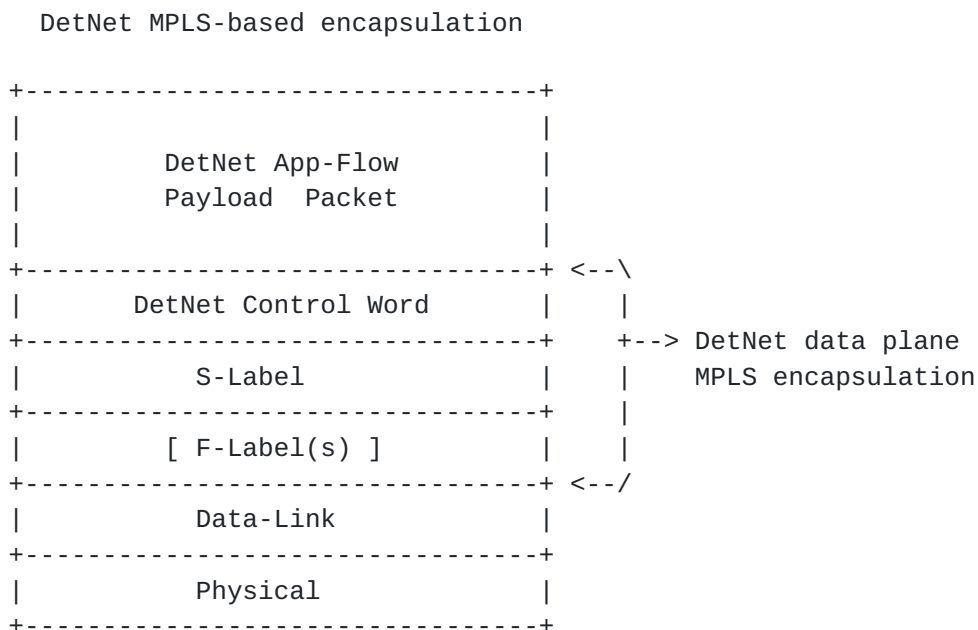 DetNet MPLS-based encapsulation
+---------------------------------+
|                                 |
|         DetNet App-Flow         |
|         Payload  Packet         |
|                                 |
+---------------------------------+ <--\
|       DetNet Control Word       |    |
+---------------------------------+    +--> DetNet data plane
|           S-Label               |    |    MPLS encapsulation
+---------------------------------+    |
|         [ F-Label(s) ]          |    |
+---------------------------------+ <--/
|           Data-Link             |
+---------------------------------+
|           Physical              |
+---------------------------------+